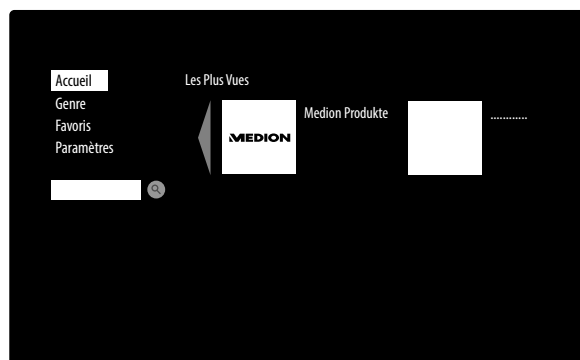 Accueil
Genre
Favoris
Paramètres
Les Plus Vues
MEDION
Medion Produkte
............